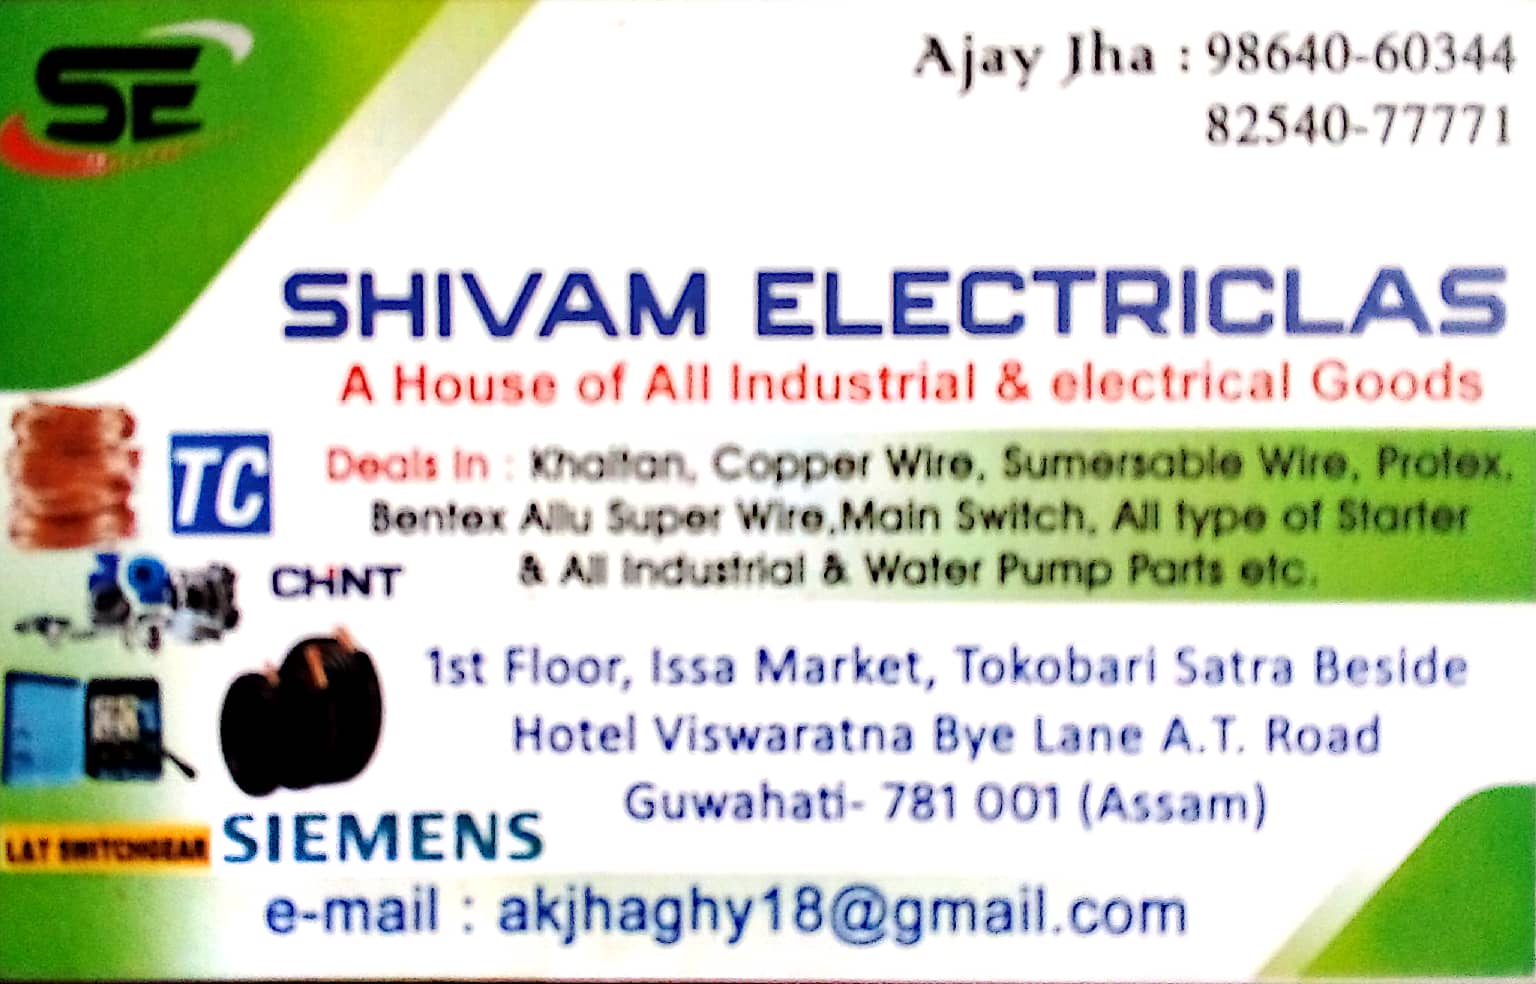 SE
Ajay Jha : 98640-60344
82540-77771
SHIVAM ELECTRICLAS
A House of All Industrial & electrical Goods
Deals In : Khaitan, Copper Wire, Sumersable Wire, Protex,
Bentex Allu Super Wire,Main Switch, All type of Starter
& All Industrial & Water Pump Parts etc.
TC
CHNT
1st Floor, Issa Market, Tokobari Satra Beside
Hotel Viswaratna Bye Lane A.T. Road
Guwahati- 781 001 (Assam)
L&T SWITCHGEAR
SIEMENS
e-mail : akjhaghy18@gmail.com